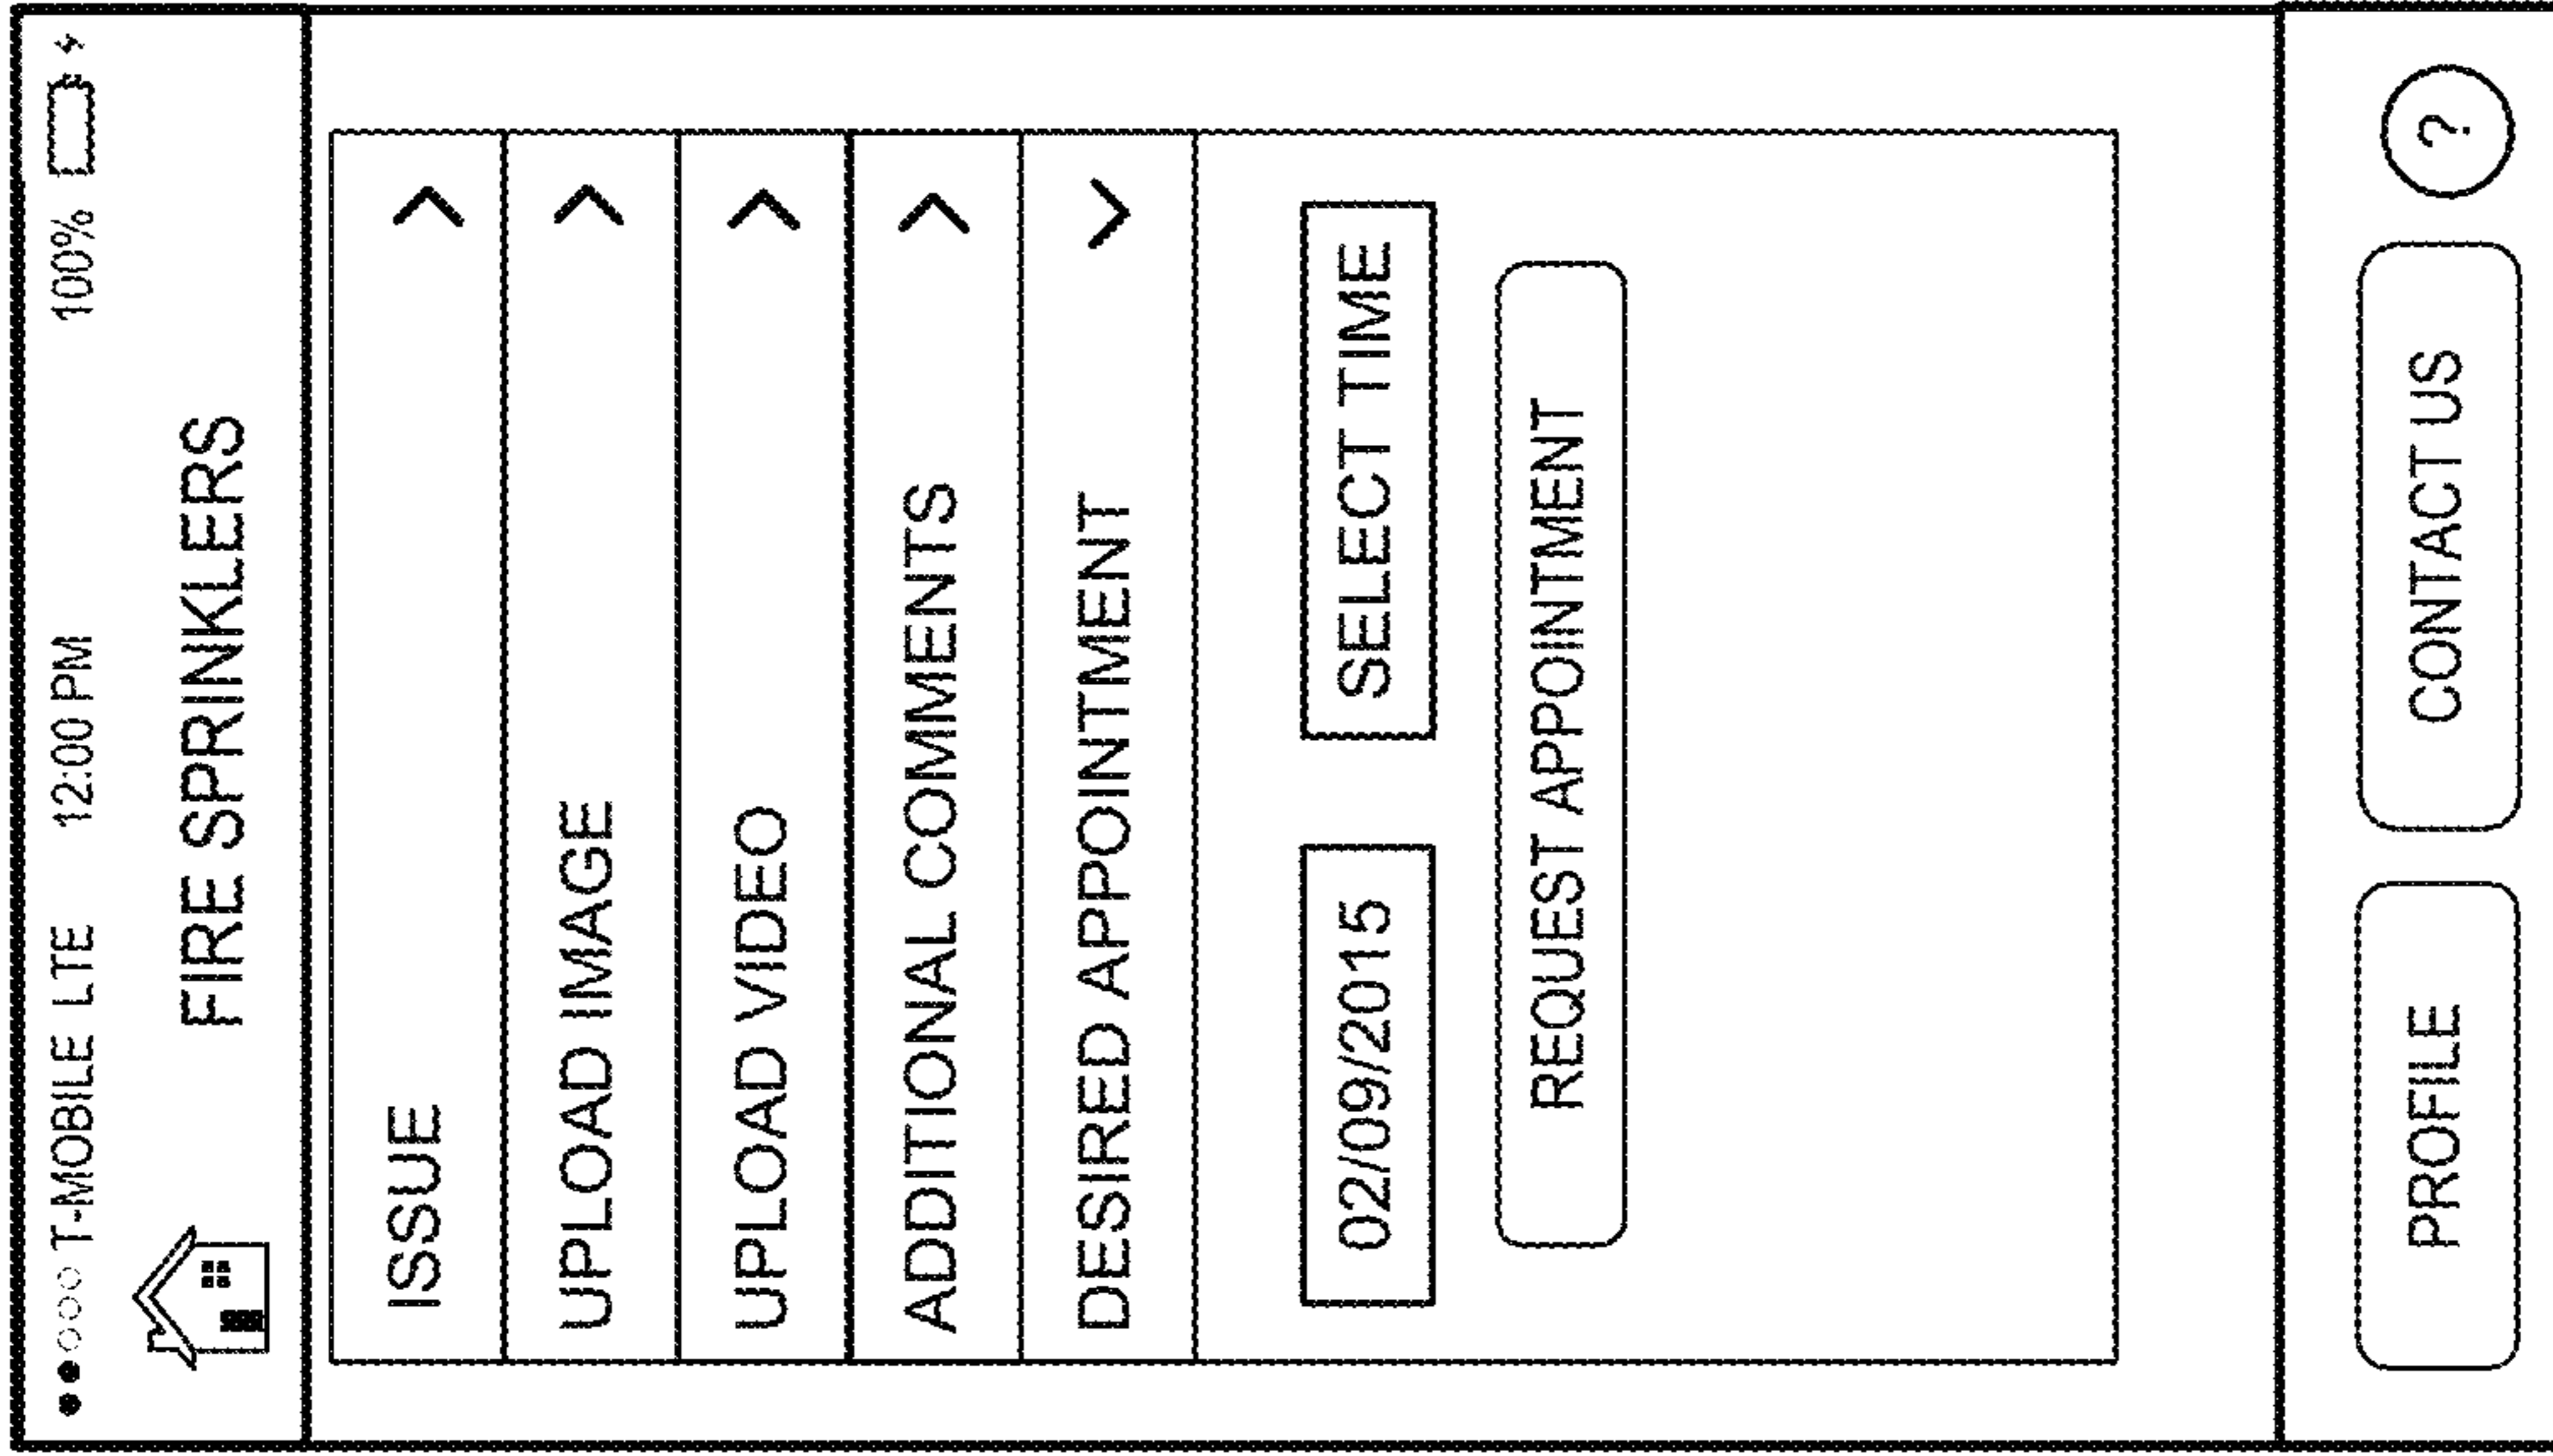 T-MOBILE LTE 12:00 PM 100%
FIRE SPRINKLERS
ISSUE
UPLOAD IMAGE
UPLOAD VIDEO
ADDITIONAL COMMENTS
DESIRED APPOINTMENT
02/09/2015 SELECT TIME
REQUEST APPOINTMENT
PROFILE CONTACT US ?